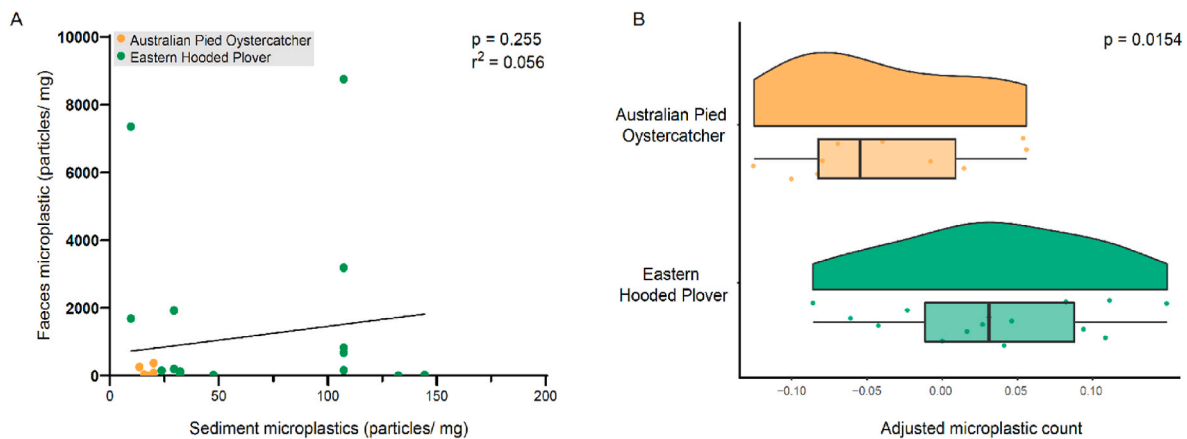 A
Australian Pied Oystercatcher
Eastern Hooded Plover
p = 0.255
r² = 0.056
10000
8000
6000
4000
2000
0
Faeces microplastic (particles/ mg)
0
50
100
150
200
Sediment microplastics (particles/ mg)
B
p = 0.0154
Australian Pied
Oystercatcher
Eastern
Hooded Plover
−0.10
−0.05
0.00
0.05
0.10
Adjusted microplastic count